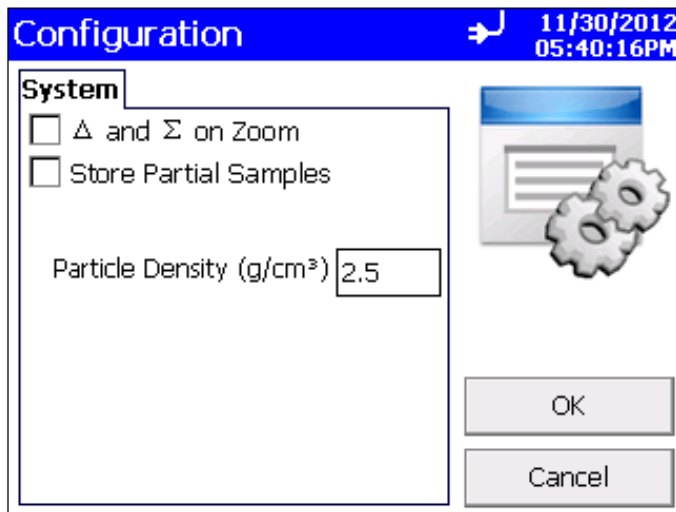 Configuration
11/30/2012
05:40:16PM
System
Δ and Σ on Zoom
Store Partial Samples
Particle Density (g/cm³) 2.5
OK
Cancel